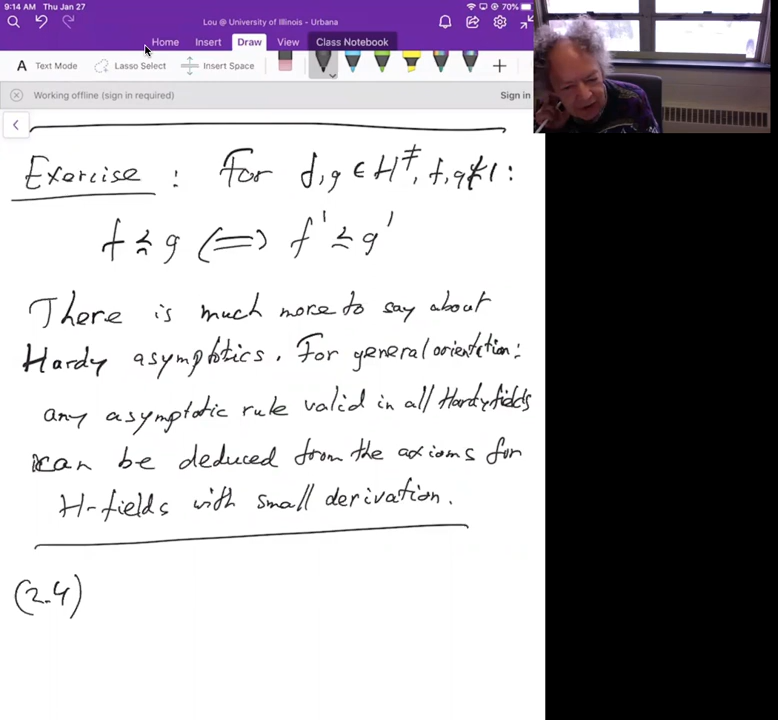 9:14 AM Thu Jan 27
70%
Lou @ University of Illinois - Urbana
Home Insert Draw View Class Notebook
A Text Mode Lasso Select Insert Space
Working offline (sign in required) Sign in
Exercise : For f, g ∈ H^≠, f, g ≭ 1 :
f ≼ g ⟺ f' ≼ g'
There is much more to say about
Hardy asymptotics. For general orientation:
any asymptotic rule valid in all Hardy fields
can be deduced from the axioms for
H-fields with small derivation.
(2.4)